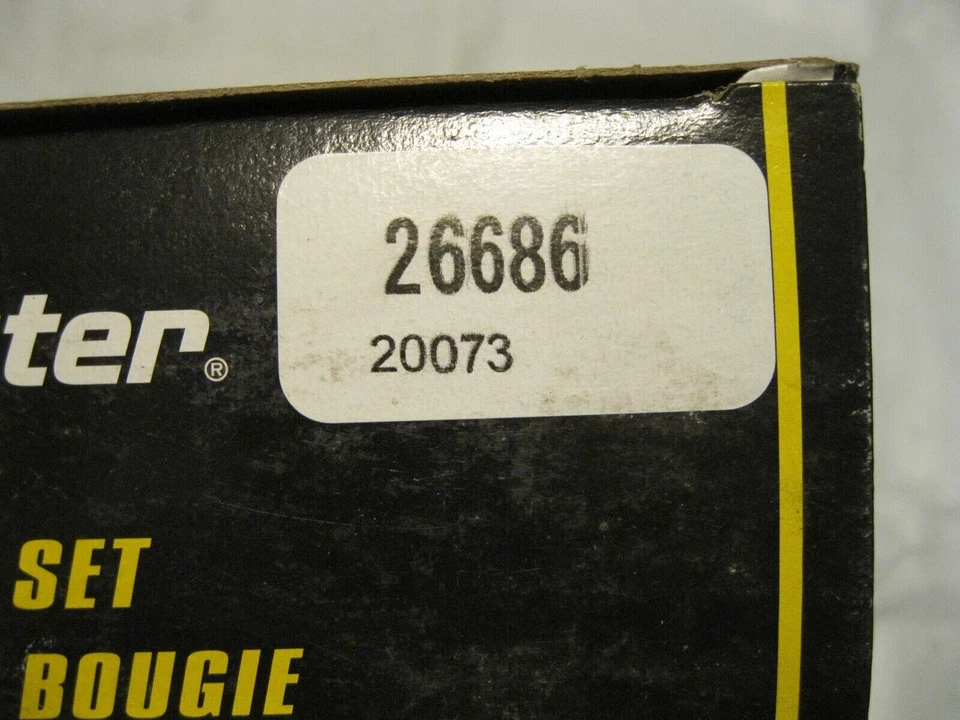 26686
20073
ter®
SET
BOUGIE